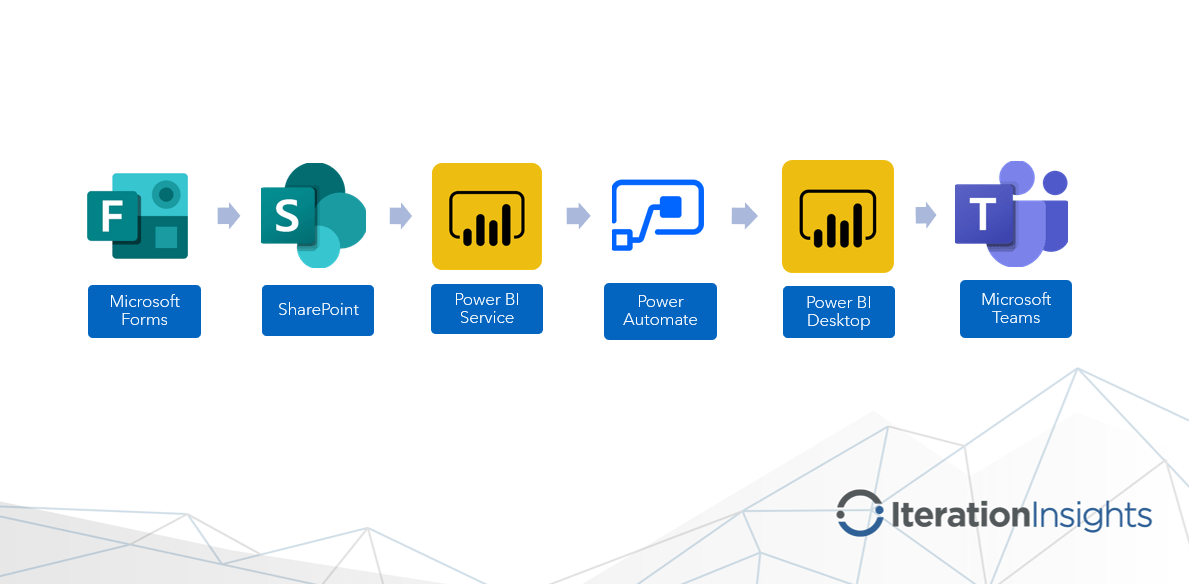 F
S
T
Microsoft
Forms
SharePoint
Power BI
Service
Power
Automate
Power BI
Desktop
Microsoft
Teams
IterationInsights